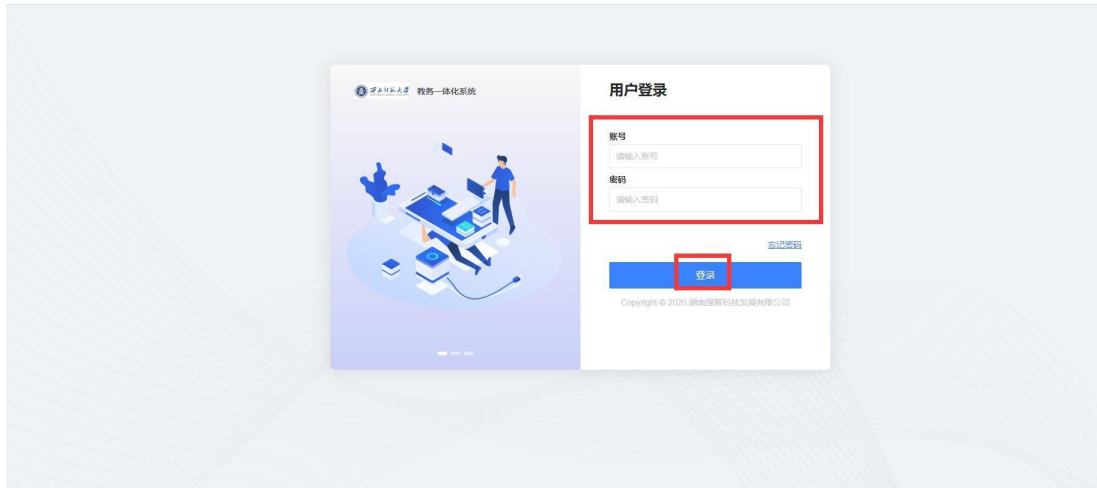 教务一体化系统
用户登录
账号
请输入账号
密码
请输入密码
忘记密码
登录
Copyright © 2020 湖南强智科技发展有限公司